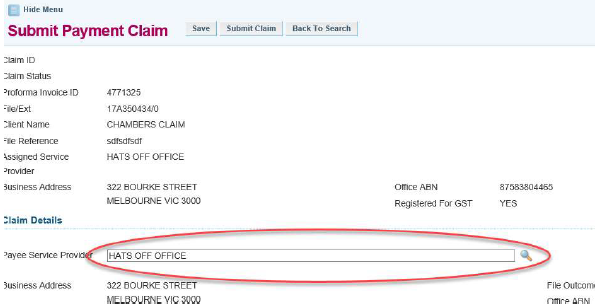 Hide Menu
Submit Payment Claim Save Submit Claim Back To Search
Claim ID
Claim Status
Proforma Invoice ID 4771325
File/Ext 17A350434/0
Client Name CHAMBERS CLAIM
File Reference sdfsdfsdf
Assigned Service HATS OFF OFFICE
Provider
Business Address 322 BOURKE STREET Office ABN 87583804465
MELBOURNE VIC 3000 Registered For GST YES
Claim Details
Payee Service Provider HATS OFF OFFICE
Business Address 322 BOURKE STREET File Outcome
MELBOURNE VIC 3000 Office ABN